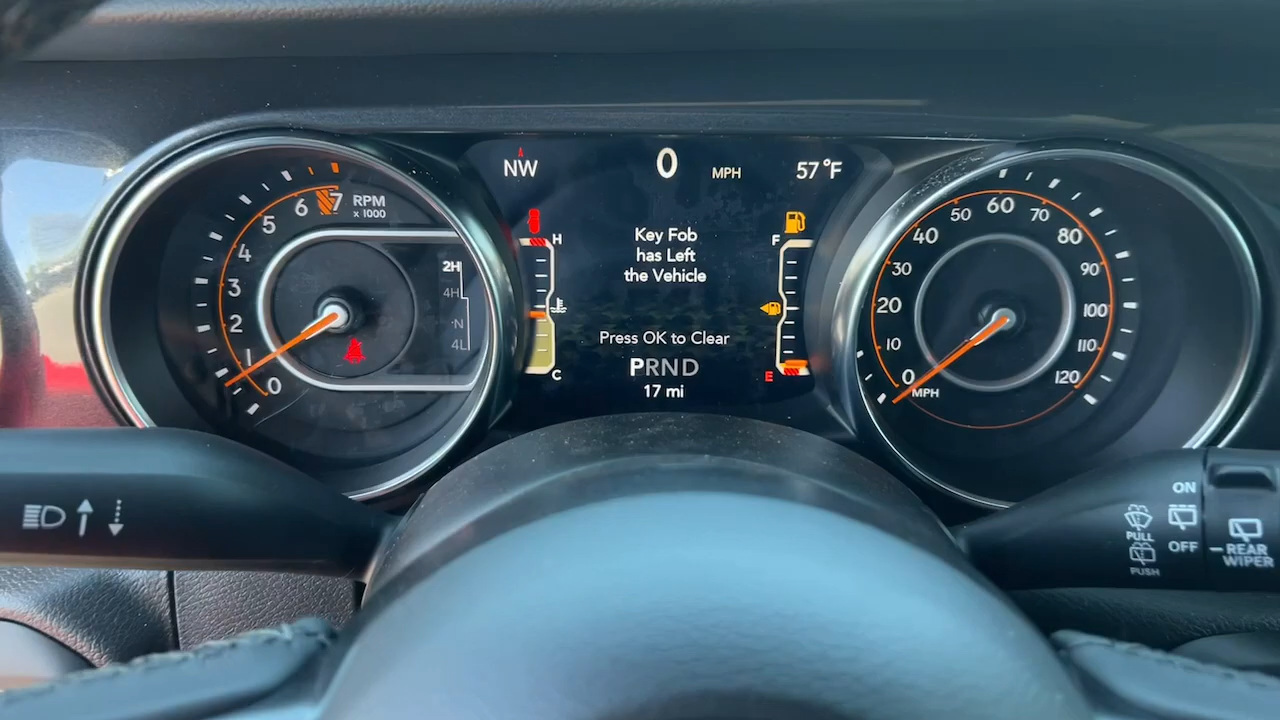 NW
0 MPH
57 °F
Key Fob
has Left
the Vehicle
Press OK to Clear
PRND
17 mi
H
C
F
E
RPM
x 1000
7
6
5
4
3
2
1
0
2H
4H
N
4L
0
10
20
30
40
50
60
70
80
90
100
110
120
MPH
ON
OFF
PULL
PUSH
REAR
WIPER